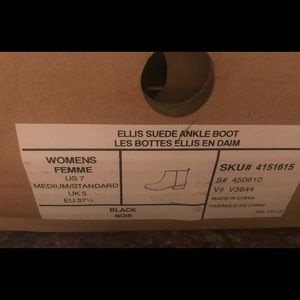 ELLIS SUEDE ANKLE BOOT
LES BOTTES ELLIS EN DAIM
WOMENS
FEMME
US 7
MEDIUM/STANDARD
UK 5
EU 37½
BLACK
NOIR
SKU# 4151615
S# 450610
V# V3644
MADE IN CHINA
FABRIQUÉ EN CHINE